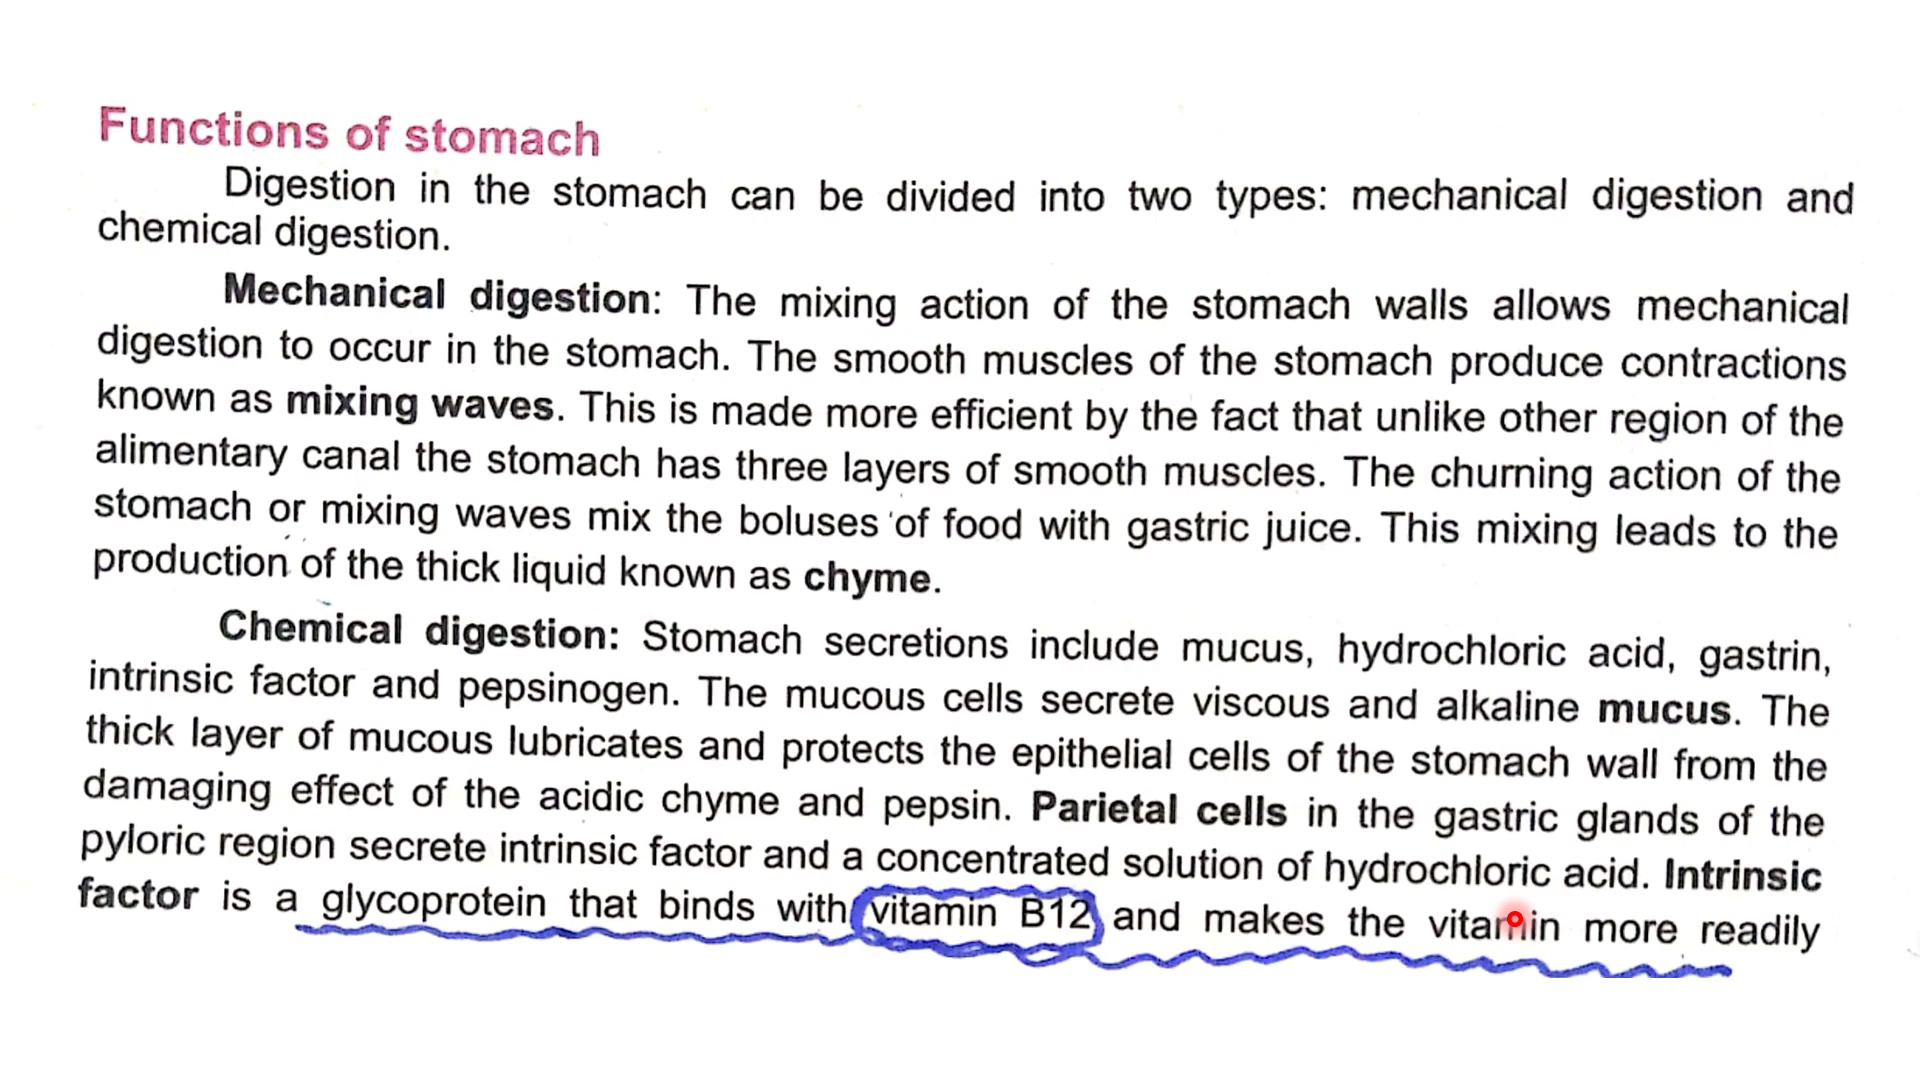 Functions of stomach
Digestion in the stomach can be divided into two types: mechanical digestion and
chemical digestion.
Mechanical digestion: The mixing action of the stomach walls allows mechanical
digestion to occur in the stomach. The smooth muscles of the stomach produce contractions
known as mixing waves. This is made more efficient by the fact that unlike other region of the
alimentary canal the stomach has three layers of smooth muscles. The churning action of the
stomach or mixing waves mix the boluses of food with gastric juice. This mixing leads to the
production of the thick liquid known as chyme.
Chemical digestion: Stomach secretions include mucus, hydrochloric acid, gastrin,
intrinsic factor and pepsinogen. The mucous cells secrete viscous and alkaline mucus. The
thick layer of mucous lubricates and protects the epithelial cells of the stomach wall from the
damaging effect of the acidic chyme and pepsin. Parietal cells in the gastric glands of the
pyloric region secrete intrinsic factor and a concentrated solution of hydrochloric acid. Intrinsic
factor is a glycoprotein that binds with vitamin B12 and makes the vitamin more readily